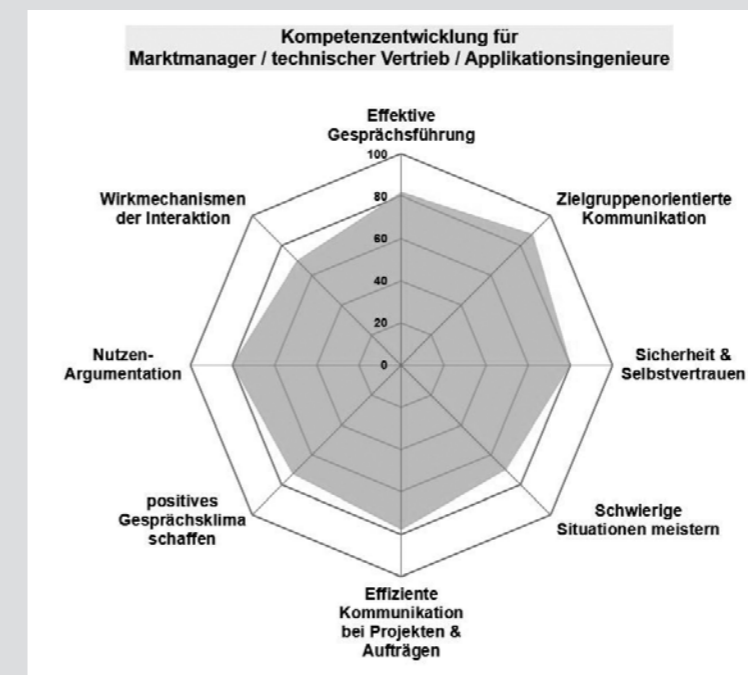 Kompetenzentwicklung für
Marktmanager / technischer Vertrieb / Applikationsingenieure
Effektive
Gesprächsführung
100
80
60
40
20
0
Zielgruppenorientierte
Kommunikation
Sicherheit &
Selbstvertrauen
Schwierige
Situationen meistern
Effiziente
Kommunikation
bei Projekten &
Aufträgen
positives
Gesprächsklima
schaffen
Nutzen-
Argumentation
Wirkmechanismen
der Interaktion